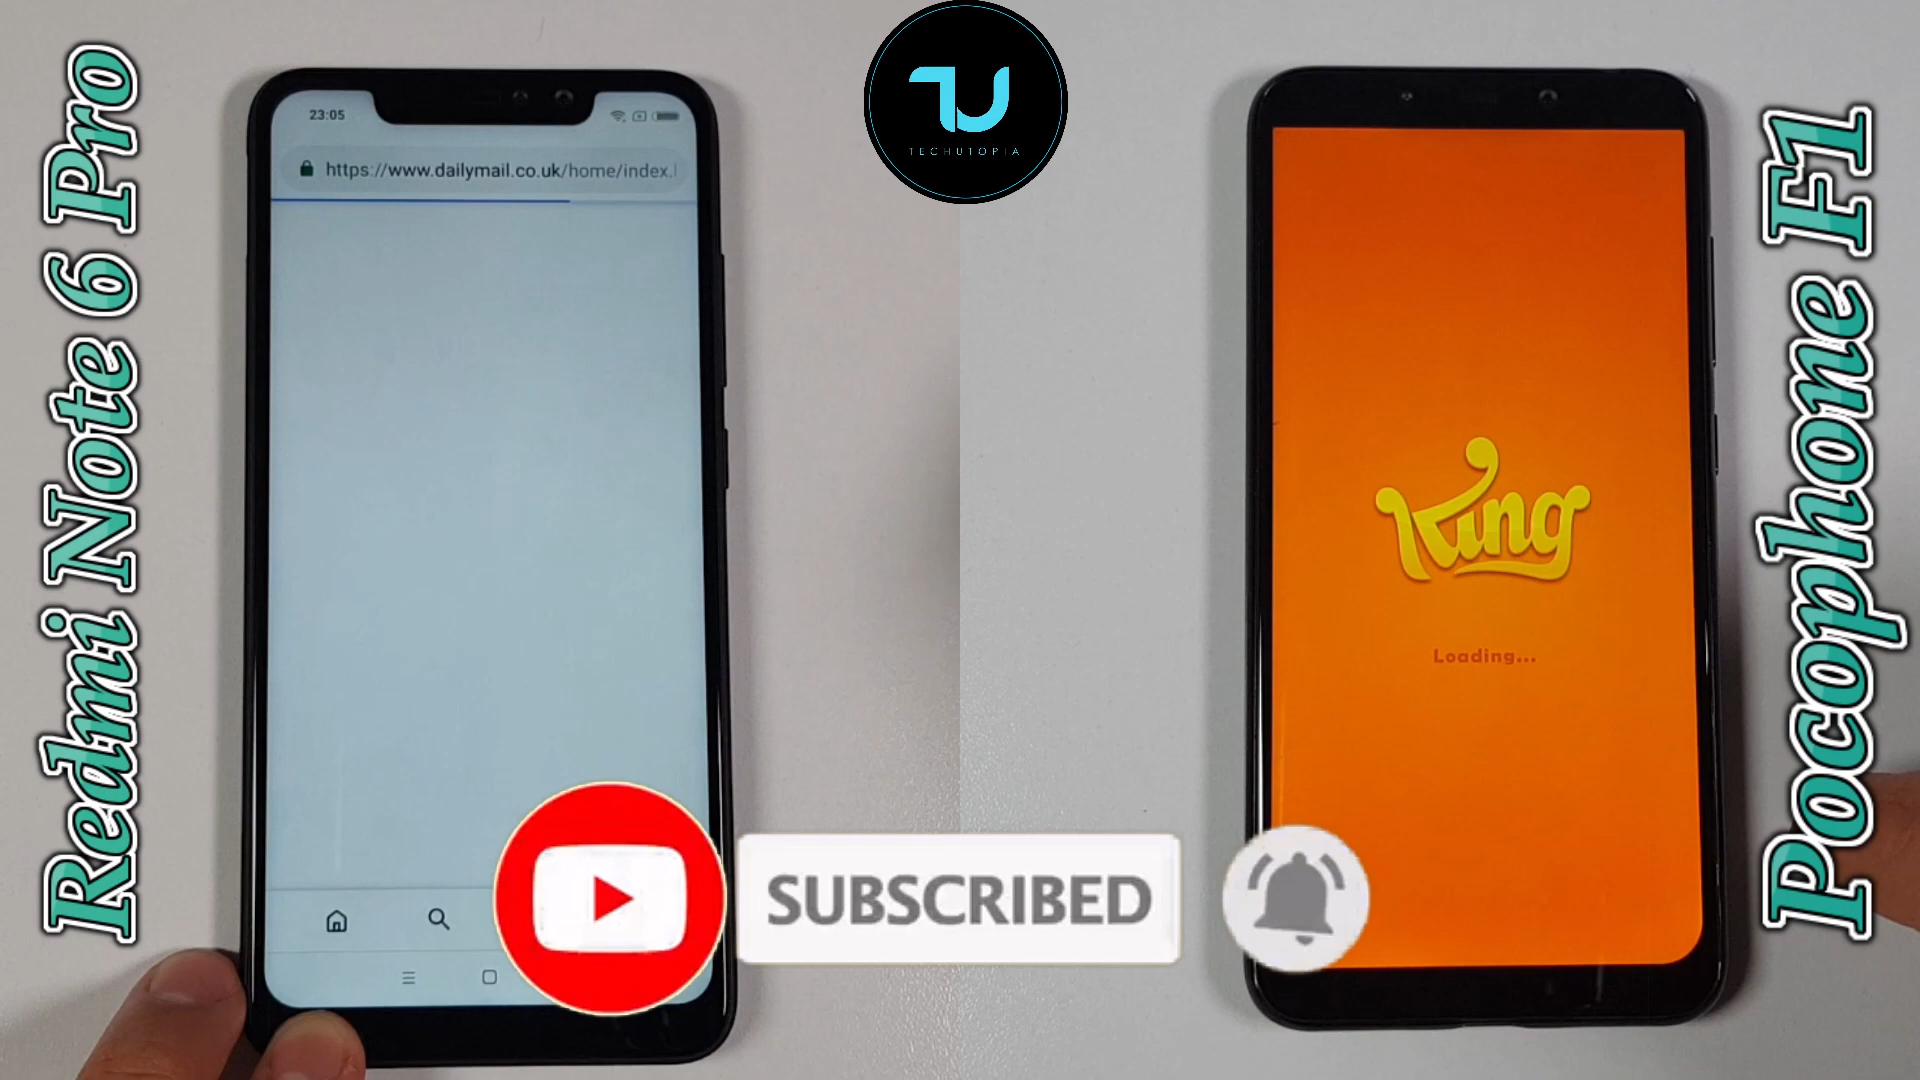 Redmi Note 6 Pro
23:05
https://www.dailymail.co.uk/home/index.
TECHUTOPIA
King
Loading...
Pocophone F1
SUBSCRIBED